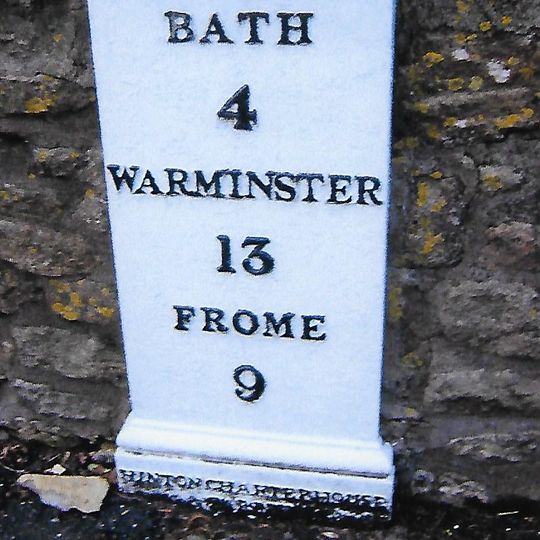 BATH
4
WARMINSTER
13
FROME
9
HINTON CHARTERHOUSE